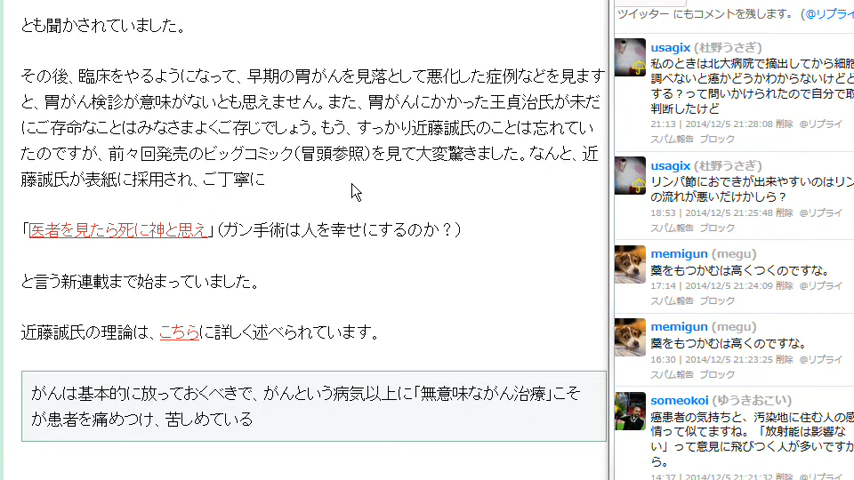 とも聞かされていました。
その後、臨床をやるようになって、早期の胃がんを見落として悪化した症例などを見ます
と、胃がん検診が意味がないとも思えません。また、胃がんにかかった王貞治氏が未だ
にご存命なことはみなさまよくご存じでしょう。もう、すっかり近藤誠氏のことは忘れてい
たのですが、前々回発売のビッグコミック(冒頭参照)を見て大変驚きました。なんと、近
藤誠氏が表紙に採用され、ご丁寧に
「医者を見たら死に神と思え」(ガン手術は人を幸せにするのか？)
と言う新連載まで始まっていました。
近藤誠氏の理論は、こちらに詳しく述べられています。
がんは基本的に放っておくべきで、がんという病気以上に「無意味ながん治療」こそ
が患者を痛めつけ、苦しめている
ツイッター にもコメントを残します。 (@リプライ
usagix (杜野うさぎ)
私のときは北大病院で摘出してから細胞
調べないと癌かどうかわからないけどと
する？って問いかけられたので自分で取
判断したけど
21:13 | 2014/12/5 21:28:08 削除 @リプライ
スパム報告 ブロック
usagix (杜野うさぎ)
リンパ節におできが出来やすいのはリン
の流れが悪いだけかしら？
18:53 | 2014/12/5 21:25:48 削除 @リプライ
スパム報告 ブロック
memigun (megu)
藁をもつかむは高くつくのですな。
17:14 | 2014/12/5 21:24:09 削除 @リプライ
スパム報告 ブロック
memigun (megu)
藁をもつかむは高くのですな。
16:30 | 2014/12/5 21:23:25 削除 @リプライ
スパム報告 ブロック
someokoi (ゆうきおこい)
癌患者の気持ちと、汚染地に住む人の感
情って似てますね。「放射能は影響な
い」って意見に飛びつく人が多いですか
ら。
14:37 | 2014/12/5 21:21:32 削除 @リプライ